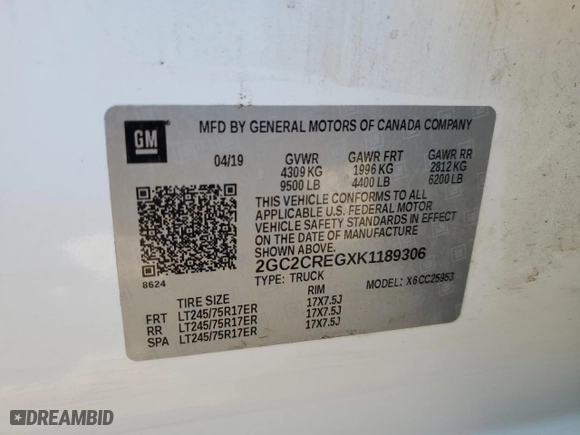 GM
MFD BY GENERAL MOTORS OF CANADA COMPANY
04/19 GVWR GAWR FRT GAWR RR
4309 KG 1996 KG 2812 KG
9500 LB 4400 LB 6200 LB
THIS VEHICLE CONFORMS TO ALL
APPLICABLE U.S. FEDERAL MOTOR
VEHICLE SAFETY STANDARDS IN EFFECT
ON THE DATE OF MANUFACTURE
SHOWN ABOVE.
2GC2CREGXK1189306
8624
TYPE: TRUCK MODEL: X6CC25953
TIRE SIZE RIM
FRT LT245/75R17ER 17X7.5J
RR LT245/75R17ER 17X7.5J
SPA LT245/75R17ER 17X7.5J
DREAMBID